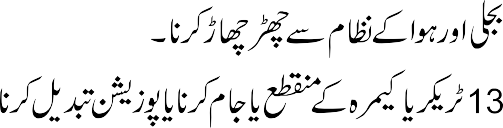 بجلی اور ہوا کے نظام سے چھڑ چھاڑ کرنا۔
13 ٹریکر یا کیمرہ کے منقطع یا جام کرنا یا پوزیشن تبدیل کرنا